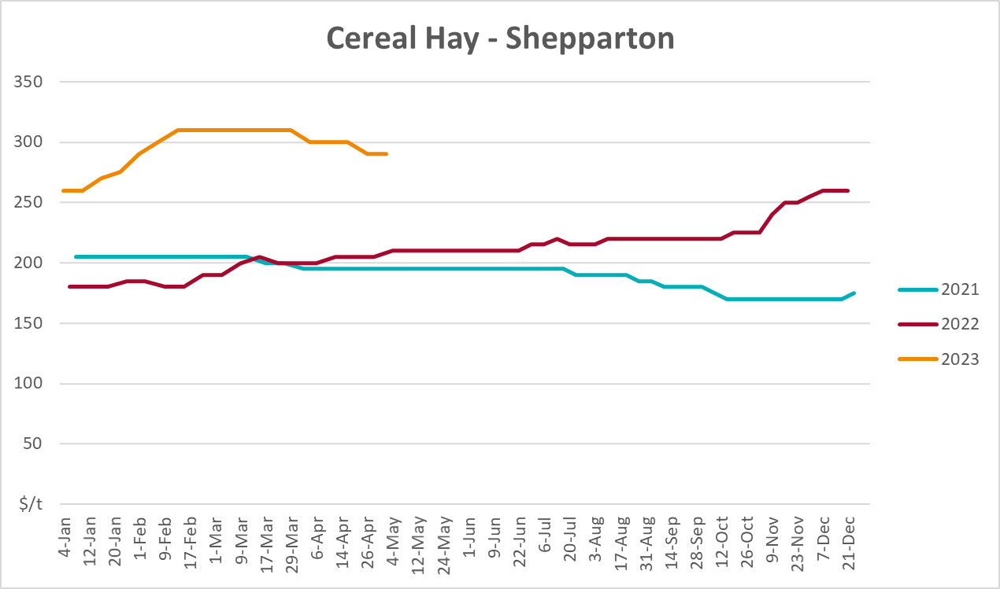 Cereal Hay - Shepparton
350
300
250
200
150
100
50
$/t
4-Jan
12-Jan
20-Jan
1-Feb
9-Feb
17-Feb
1-Mar
9-Mar
17-Mar
29-Mar
6-Apr
14-Apr
26-Apr
4-May
12-May
24-May
1-Jun
9-Jun
22-Jun
6-Jul
20-Jul
3-Aug
17-Aug
31-Aug
14-Sep
28-Sep
12-Oct
26-Oct
9-Nov
23-Nov
7-Dec
21-Dec
2021
2022
2023